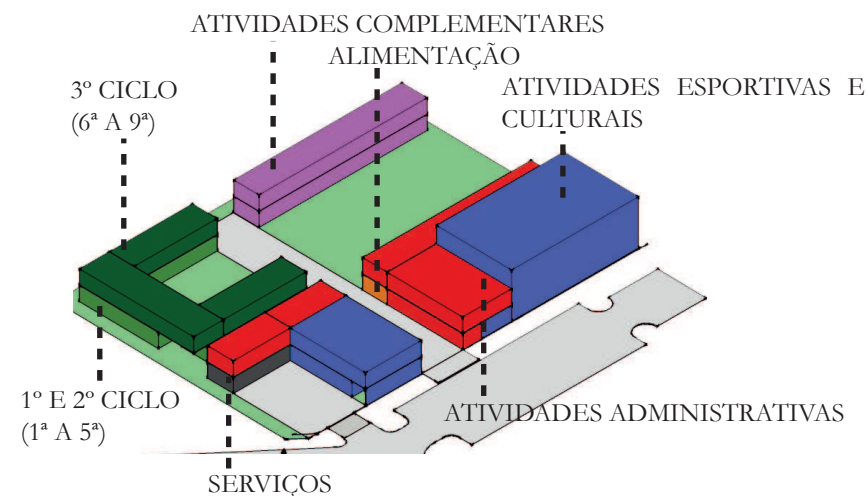 ATIVIDADES COMPLEMENTARES
ALIMENTAÇÃO
ATIVIDADES ESPORTIVAS E
CULTURAIS
3º CICLO
(6ª A 9ª)
1º E 2º CICLO
(1ª A 5ª)
ATIVIDADES ADMINISTRATIVAS
SERVIÇOS